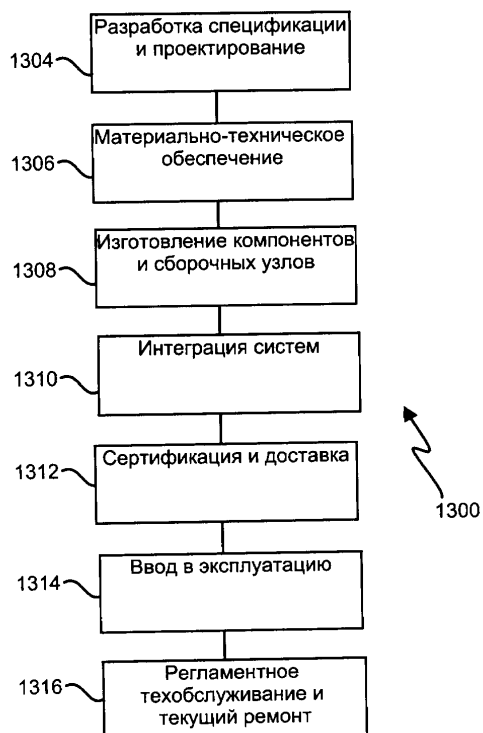 Разработка спецификации
и проектирование
1304
Материально-техническое
обеспечение
1306
Изготовление компонентов
и сборочных узлов
1308
Интеграция систем
1310
Сертификация и доставка
1312
1300
Ввод в эксплуатацию
1314
Регламентное
техобслуживание и
текущий ремонт
1316